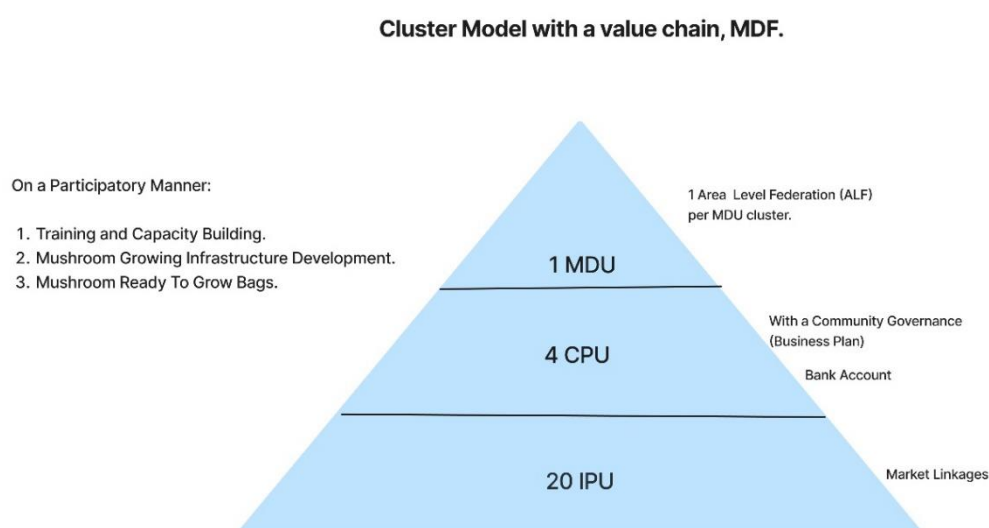 Cluster Model with a value chain, MDF.
On a Participatory Manner:
1. Training and Capacity Building.
2. Mushroom Growing Infrastructure Development.
3. Mushroom Ready To Grow Bags.
1 Area Level Federation (ALF)
per MDU cluster.
1 MDU
With a Community Governance
(Business Plan)
4 CPU
Bank Account
20 IPU
Market Linkages